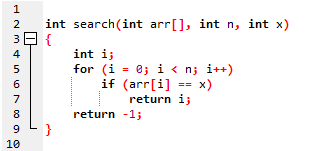 1
2 int search(int arr[], int n, int x)
3 {
4 int i;
5 for (i = 0; i < n; i++)
6 if (arr[i] == x)
7 return i;
8 return -1;
9 }
10